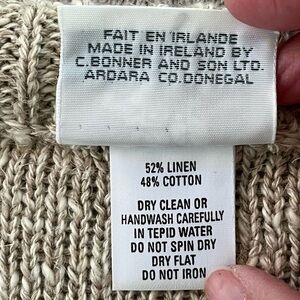 FAIT EN IRLANDE
MADE IN IRELAND BY
C.BONNER AND SON LTD.
ARDARA CO.DONEGAL
52% LINEN
48% COTTON
DRY CLEAN OR
HANDWASH CAREFULLY
IN TEPID WATER
DO NOT SPIN DRY
DRY FLAT
DO NOT IRON